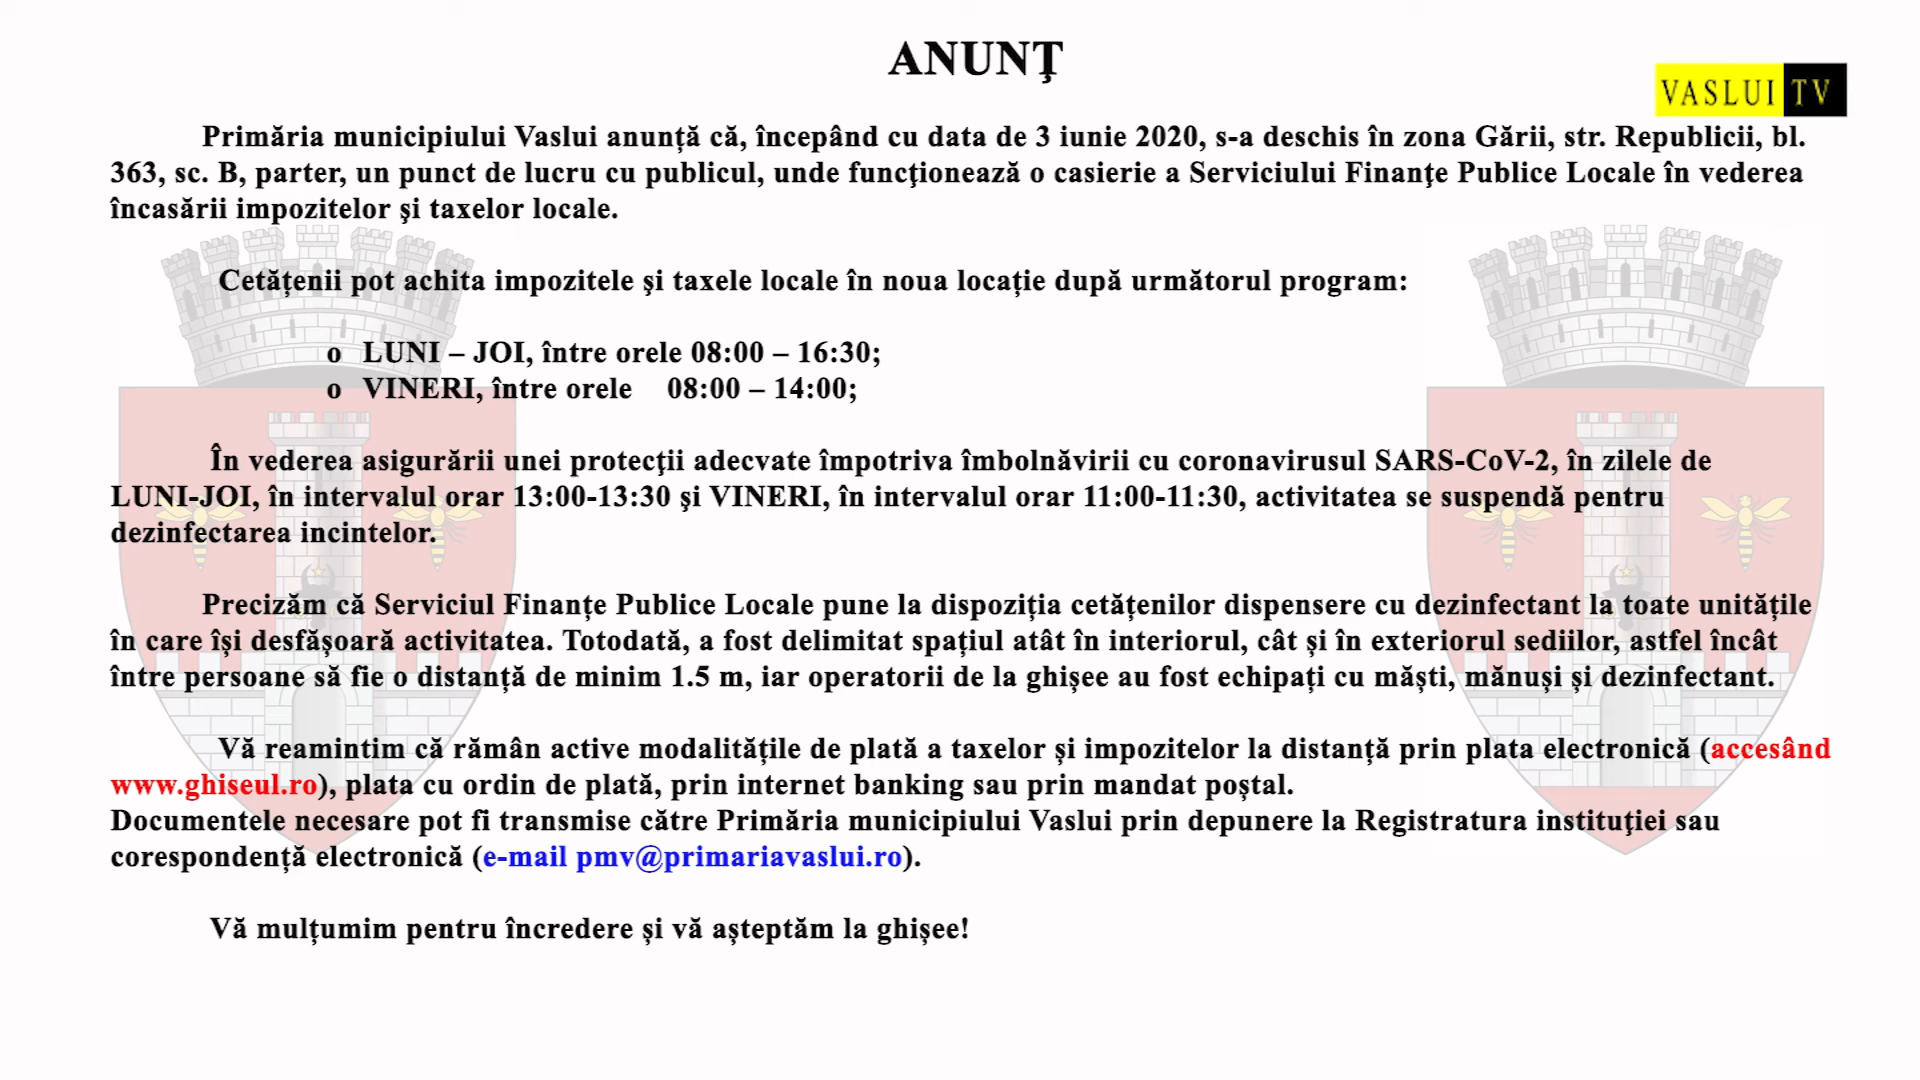 ANUNŢ
VASLUI TV
Primăria municipiului Vaslui anunță că, începând cu data de 3 iunie 2020, s-a deschis în zona Gării, str. Republicii, bl.
363, sc. B, parter, un punct de lucru cu publicul, unde funcţionează o casierie a Serviciului Finanţe Publice Locale în vederea
încasării impozitelor şi taxelor locale.
Cetățenii pot achita impozitele şi taxele locale în noua locație după următorul program:
o LUNI – JOI, între orele 08:00 – 16:30;
o VINERI, între orele 08:00 – 14:00;
În vederea asigurării unei protecţii adecvate împotriva îmbolnăvirii cu coronavirusul SARS-CoV-2, în zilele de
LUNI-JOI, în intervalul orar 13:00-13:30 şi VINERI, în intervalul orar 11:00-11:30, activitatea se suspendă pentru
dezinfectarea incintelor.
Precizăm că Serviciul Finanțe Publice Locale pune la dispoziția cetățenilor dispensere cu dezinfectant la toate unitățile
în care își desfășoară activitatea. Totodată, a fost delimitat spațiul atât în interiorul, cât și în exteriorul sediilor, astfel încât
între persoane să fie o distanță de minim 1.5 m, iar operatorii de la ghișee au fost echipați cu măști, mănuși și dezinfectant.
Vă reamintim că rămân active modalitățile de plată a taxelor și impozitelor la distanță prin plata electronică (accesând
www.ghiseul.ro), plata cu ordin de plată, prin internet banking sau prin mandat poștal.
Documentele necesare pot fi transmise către Primăria municipiului Vaslui prin depunere la Registratura instituţiei sau
corespondență electronică (e-mail pmv@primariavaslui.ro).
Vă mulțumim pentru încredere și vă așteptăm la ghișee!